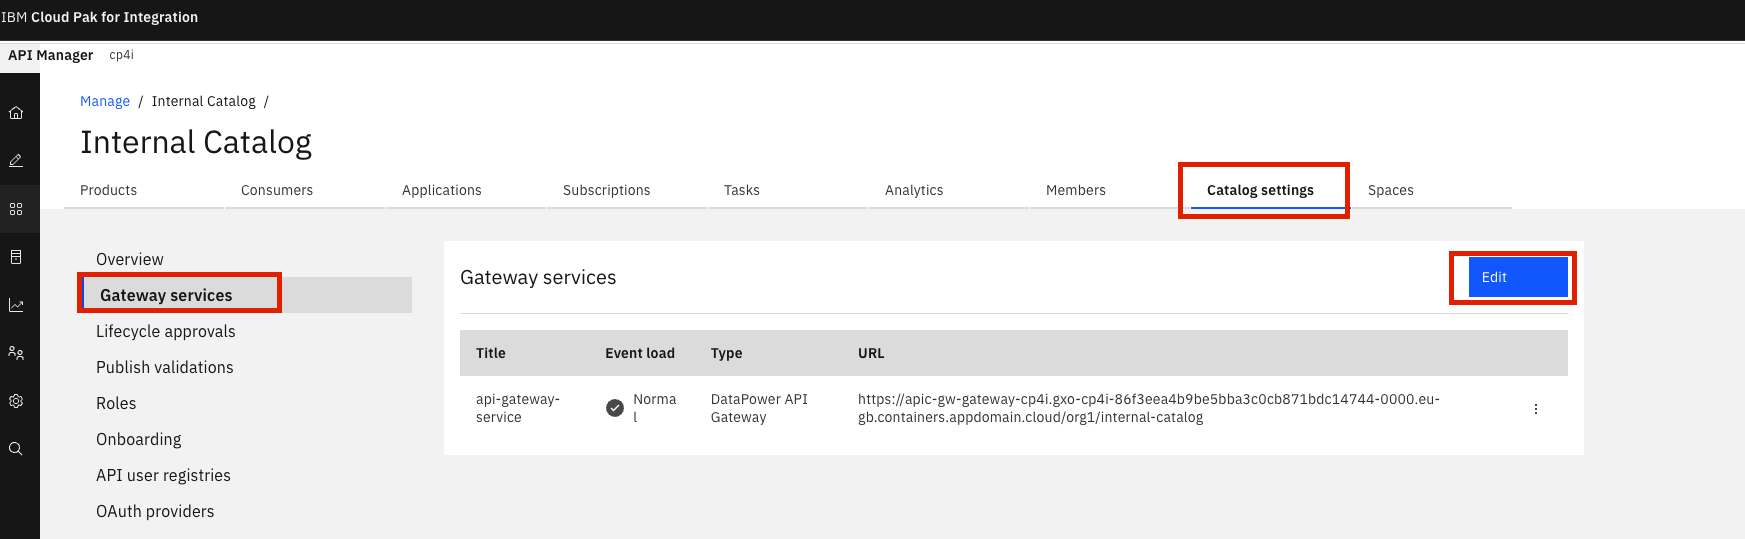 IBM Cloud Pak for Integration
API Manager cp4i
Manage / Internal Catalog /
Internal Catalog
Products Consumers Applications Subscriptions Tasks Analytics Members Catalog settings Spaces
Overview
Gateway services
Lifecycle approvals
Publish validations
Roles
Onboarding
API user registries
OAuth providers
Gateway services Edit
Title Event load Type URL
api-gateway- Norma DataPower API https://apic-gw-gateway-cp4i.gxo-cp4i-86f3eea4b9be5bba3c0cb871bdc14744-0000.eu-
service l Gateway gb.containers.appdomain.cloud/org1/internal-catalog